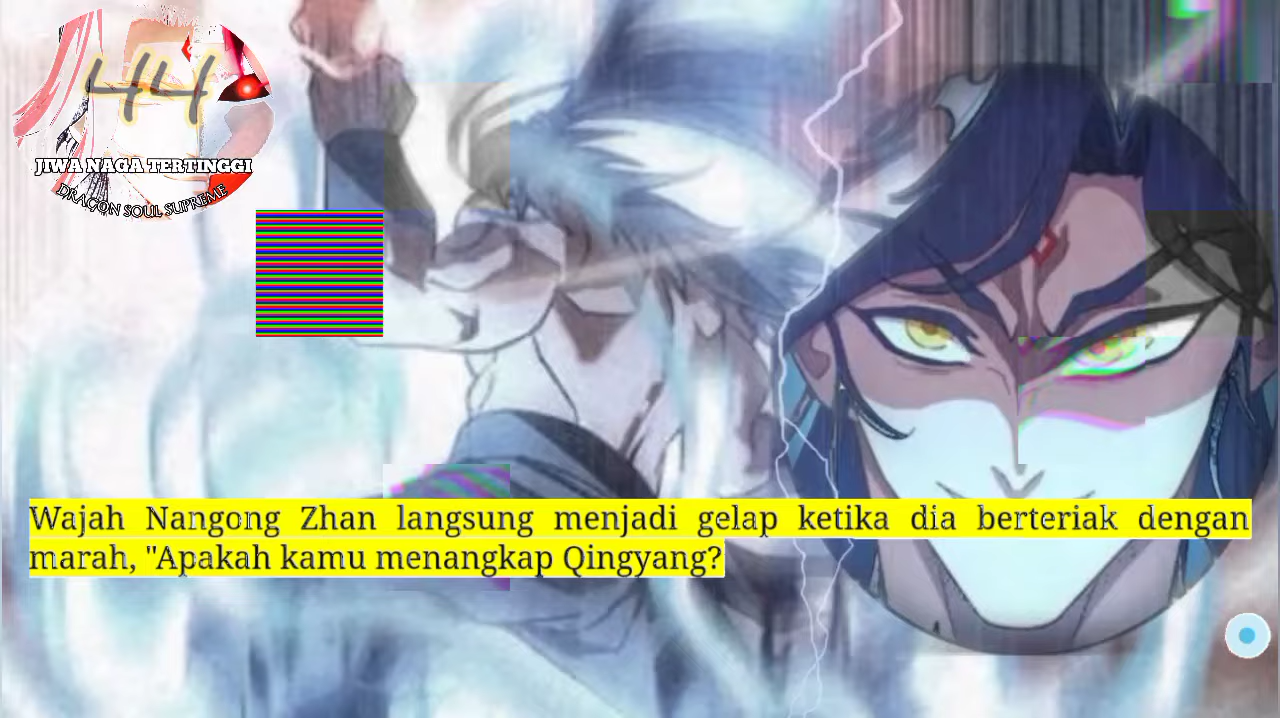 44
JIWA NAGA TERTINGGI
DRAGON SOUL SUPREME
Wajah Nangong Zhan langsung menjadi gelap ketika dia berteriak dengan
marah, "Apakah kamu menangkap Qingyang?